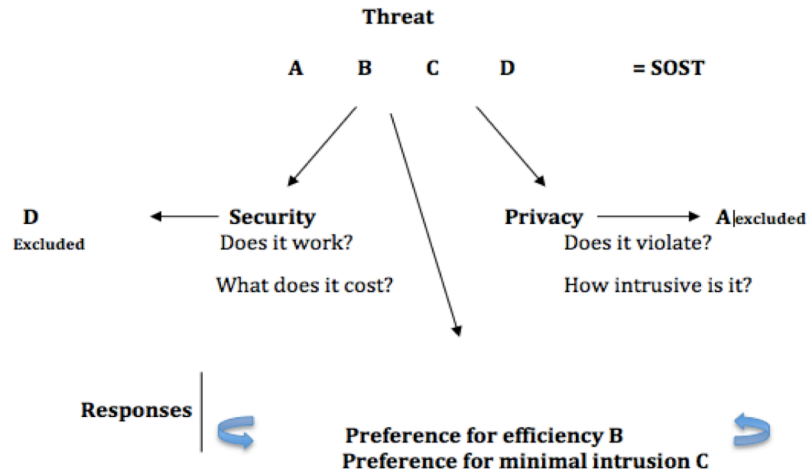 Threat
A B C D = SOST
D Security Privacy A|excluded
Excluded Does it work? Does it violate?
What does it cost? How intrusive is it?
Responses
Preference for efficiency B
Preference for minimal intrusion C